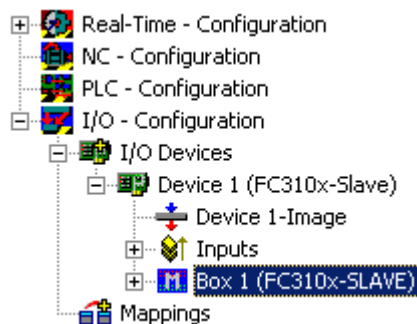 Real-Time - Configuration
NC - Configuration
PLC - Configuration
I/O - Configuration
I/O Devices
Device 1 (FC310x-Slave)
Device 1-Image
Inputs
Box 1 (FC310x-SLAVE)
Mappings